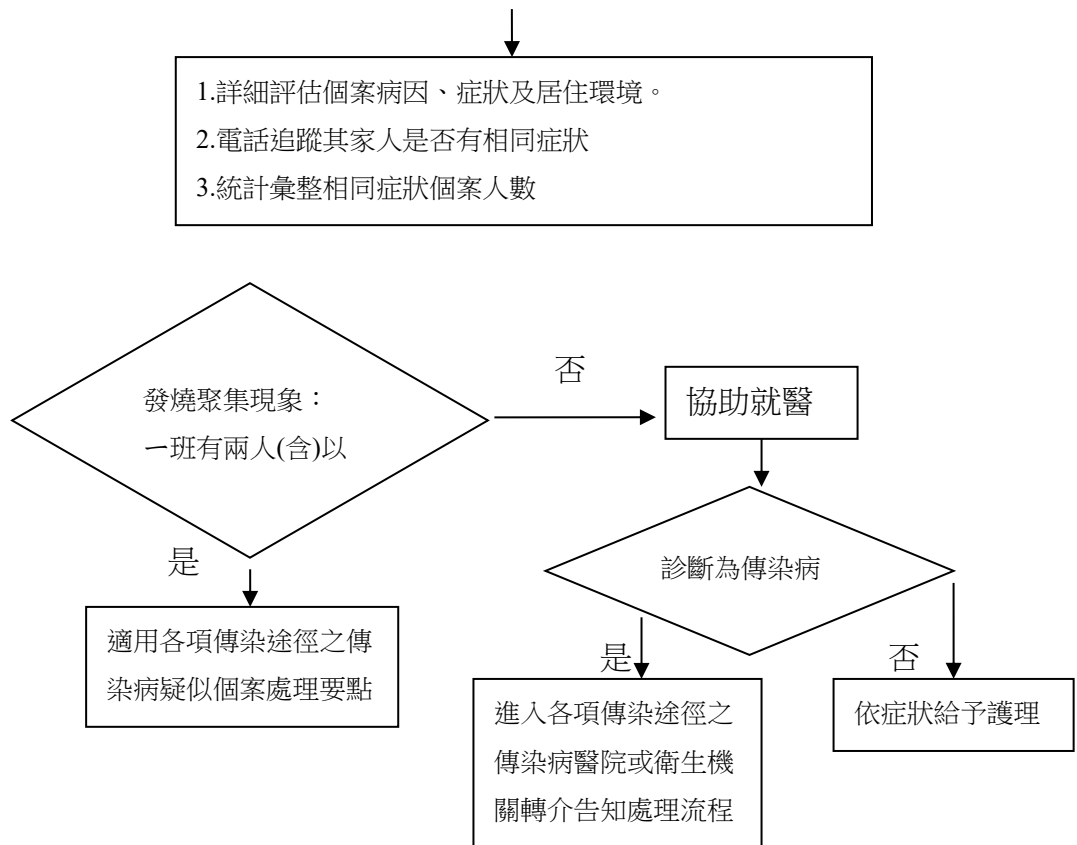 1.詳細評估個案病因、症狀及居住環境。
2.電話追蹤其家人是否有相同症狀
3.統計彙整相同症狀個案人數
發燒聚集現象：
一班有兩人(含)以
否
協助就醫
是
診斷為傳染病
適用各項傳染途徑之傳
染病疑似個案處理要點
是
否
進入各項傳染途徑之
傳染病醫院或衛生機
關轉介告知處理流程
依症狀給予護理